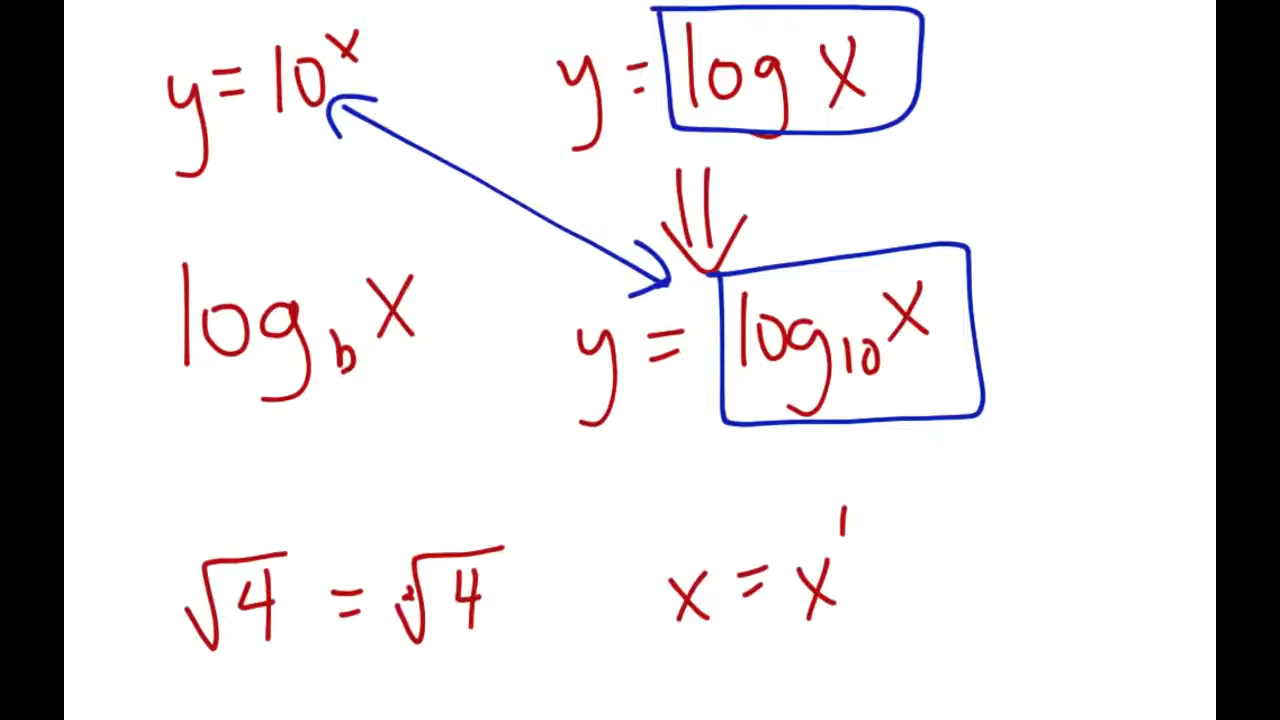 y = 10^x
y = log x
log_b x
y = log_10 x
√4 = ²√4
x = x^1